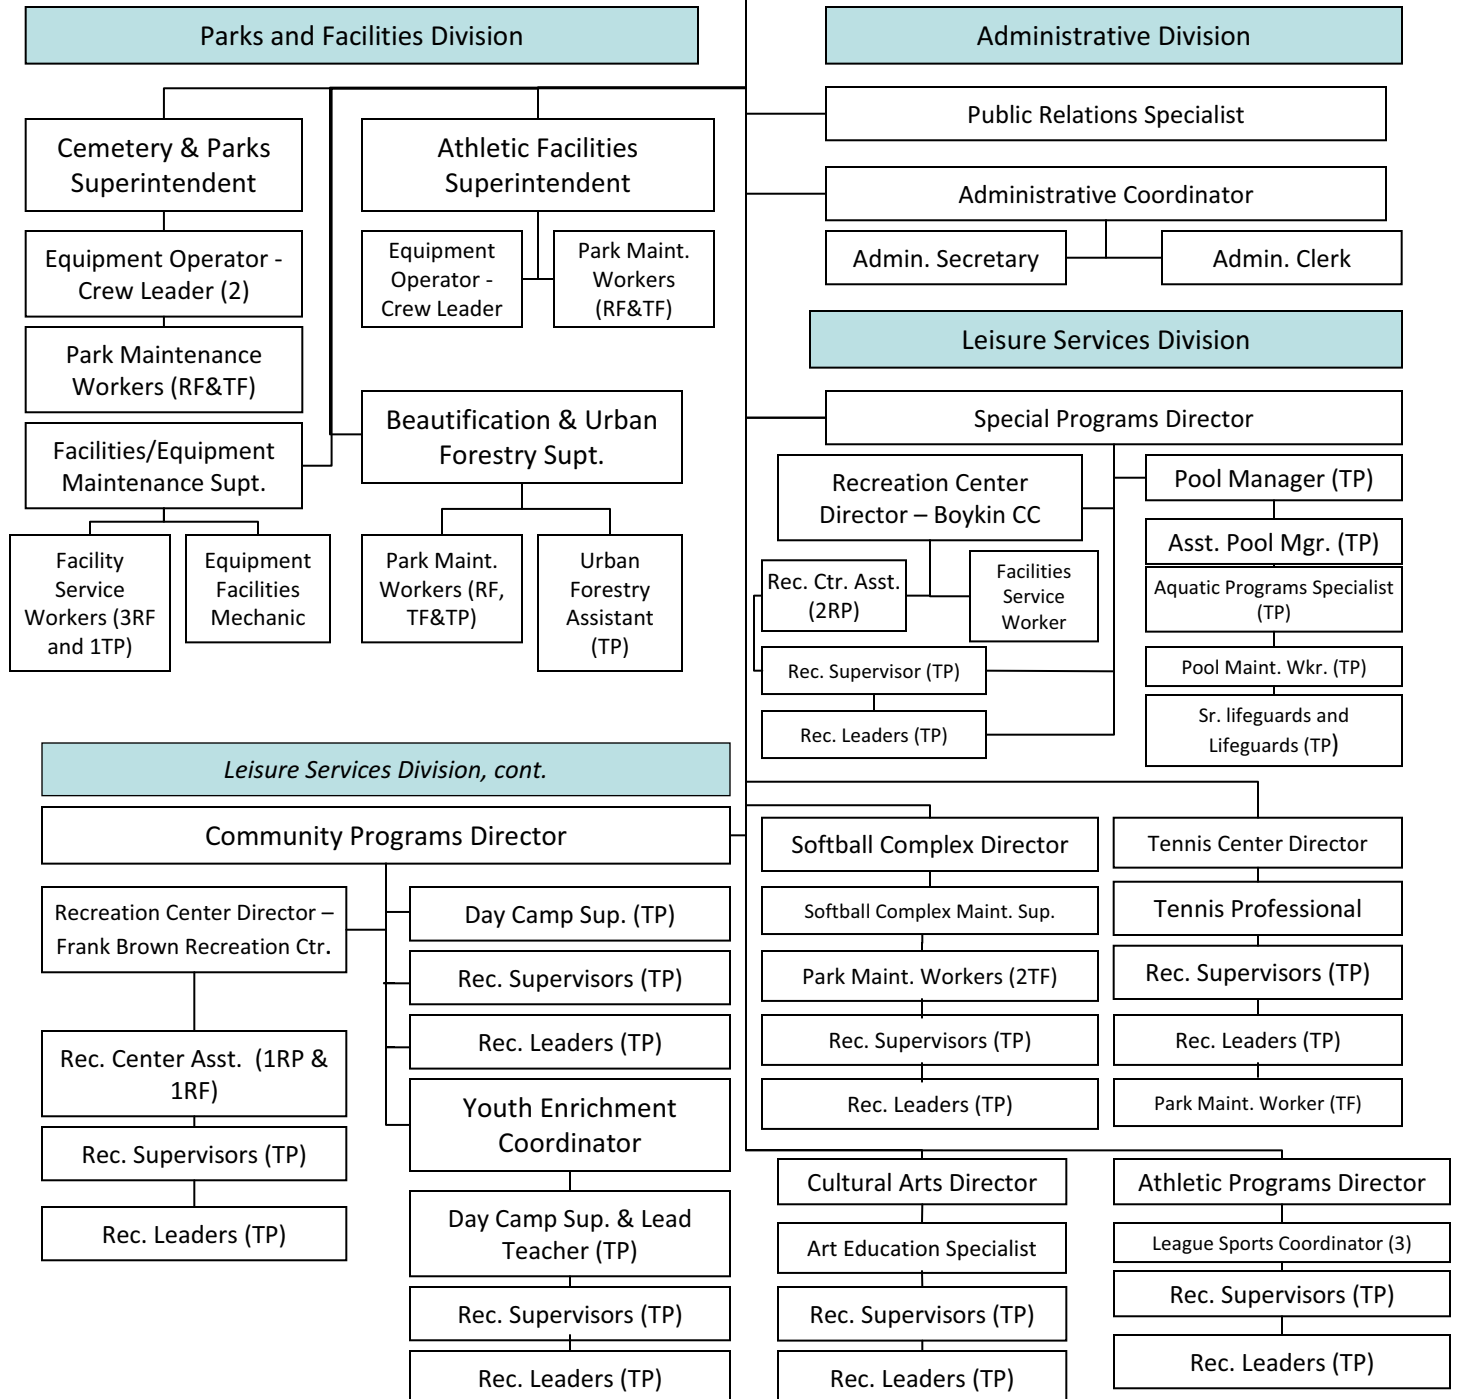 Parks and Facilities Division
Cemetery & Parks
Superintendent
Equipment Operator -
Crew Leader (2)
Park Maintenance
Workers (RF&TF)
Athletic Facilities
Superintendent
Equipment
Operator -
Crew Leader
Park Maint.
Workers
(RF&TF)
Facilities/Equipment
Maintenance Supt.
Facility
Service
Workers (3RF
and 1TP)
Equipment
Facilities
Mechanic
Beautification & Urban
Forestry Supt.
Park Maint.
Workers (RF,
TF&TP)
Urban
Forestry
Assistant
(TP)
Administrative Division
Public Relations Specialist
Administrative Coordinator
Admin. Secretary
Admin. Clerk
Leisure Services Division
Special Programs Director
Recreation Center
Director – Boykin CC
Rec. Ctr. Asst.
(2RP)
Facilities
Service
Worker
Rec. Supervisor (TP)
Rec. Leaders (TP)
Pool Manager (TP)
Asst. Pool Mgr. (TP)
Aquatic Programs Specialist
(TP)
Pool Maint. Wkr. (TP)
Sr. lifeguards and
Lifeguards (TP)
Leisure Services Division, cont.
Community Programs Director
Recreation Center Director –
Frank Brown Recreation Ctr.
Rec. Center Asst. (1RP &
1RF)
Rec. Supervisors (TP)
Rec. Leaders (TP)
Day Camp Sup. (TP)
Rec. Supervisors (TP)
Rec. Leaders (TP)
Youth Enrichment
Coordinator
Day Camp Sup. & Lead
Teacher (TP)
Rec. Supervisors (TP)
Rec. Leaders (TP)
Softball Complex Director
Softball Complex Maint. Sup.
Park Maint. Workers (2TF)
Rec. Supervisors (TP)
Rec. Leaders (TP)
Tennis Center Director
Tennis Professional
Rec. Supervisors (TP)
Rec. Leaders (TP)
Park Maint. Worker (TF)
Cultural Arts Director
Art Education Specialist
Rec. Supervisors (TP)
Rec. Leaders (TP)
Athletic Programs Director
League Sports Coordinator (3)
Rec. Supervisors (TP)
Rec. Leaders (TP)